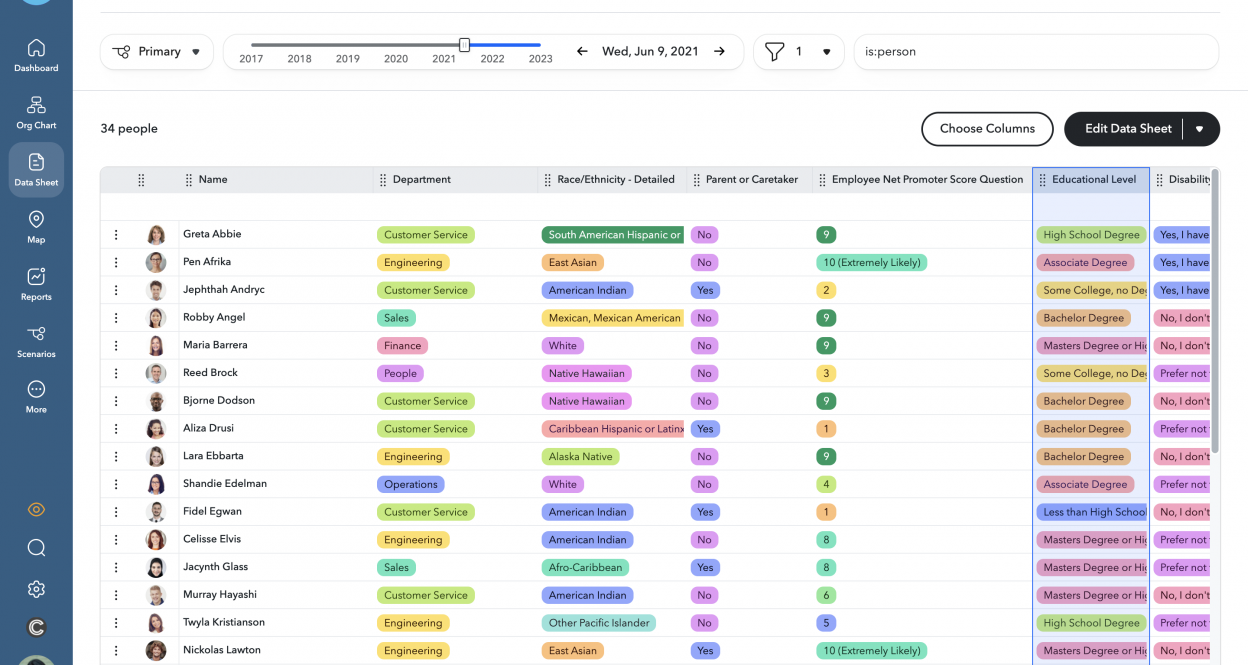 Dashboard
Org Chart
Data Sheet
Map
Reports
Scenarios
More
Primary
2017 2018 2019 2020 2021 2022 2023
Wed, Jun 9, 2021
1
is:person
34 people
Choose Columns
Edit Data Sheet
Name Department Race/Ethnicity - Detailed Parent or Caretaker Employee Net Promoter Score Question Educational Level Disability
Greta Abbie Customer Service South American Hispanic or No 9 High School Degree Yes, I have
Pen Afrika Engineering East Asian No 10 (Extremely Likely) Associate Degree Yes, I have
Jephthah Andryc Customer Service American Indian Yes 2 Some College, no De Yes, I have
Robby Angel Sales Mexican, Mexican American No 9 Bachelor Degree No, I don't
Maria Barrera Finance White No 9 Masters Degree or Hi No, I don't
Reed Brock People Native Hawaiian No 3 Some College, no De Prefer not
Bjorne Dodson Customer Service Native Hawaiian No 9 Bachelor Degree No, I don't
Aliza Drusi Customer Service Caribbean Hispanic or Latinx Yes 1 Bachelor Degree Prefer not
Lara Ebbarta Engineering Alaska Native No 9 Bachelor Degree No, I don't
Shandie Edelman Operations White No 4 Associate Degree Prefer not
Fidel Egwan Customer Service American Indian Yes 1 Less than High School No, I don't
Celisse Elvis Engineering American Indian No 8 Masters Degree or Hi Prefer not
Jacynth Glass Sales Afro-Caribbean Yes 8 Masters Degree or Hi Prefer not
Murray Hayashi Customer Service American Indian No 6 Masters Degree or Hi No, I don't
Twyla Kristianson Engineering Other Pacific Islander No 5 High School Degree Prefer not
Nickolas Lawton Engineering East Asian Yes 10 (Extremely Likely) Masters Degree or Hi No, I don't